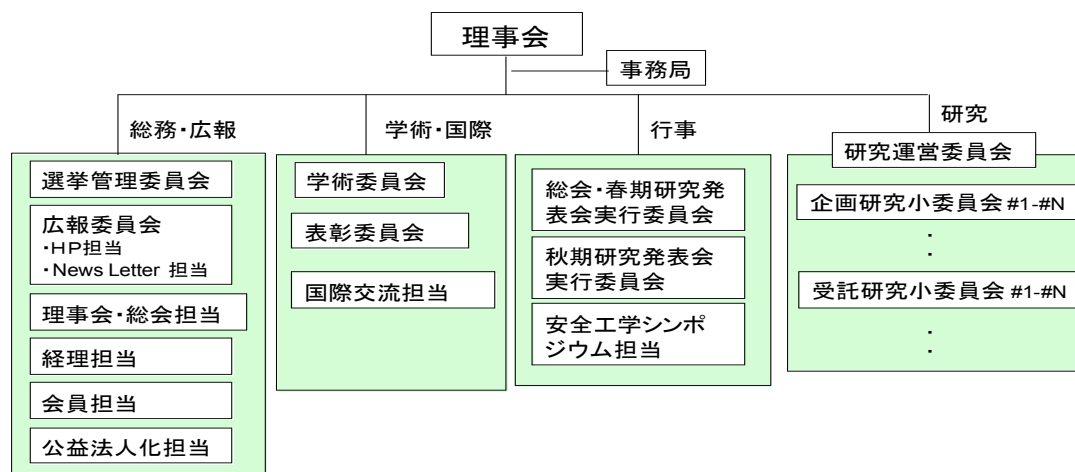 理事会
事務局
総務・広報
選挙管理委員会
広報委員会
・HP担当
・News Letter 担当
理事会・総会担当
経理担当
会員担当
公益法人化担当
学術・国際
学術委員会
表彰委員会
国際交流担当
行事
総会・春期研究発
表会実行委員会
秋期研究発表会
実行委員会
安全工学シンポ
ジウム担当
研究
研究運営委員会
企画研究小委員会 #1-#N
・
・
受託研究小委員会 #1-#N
・
・